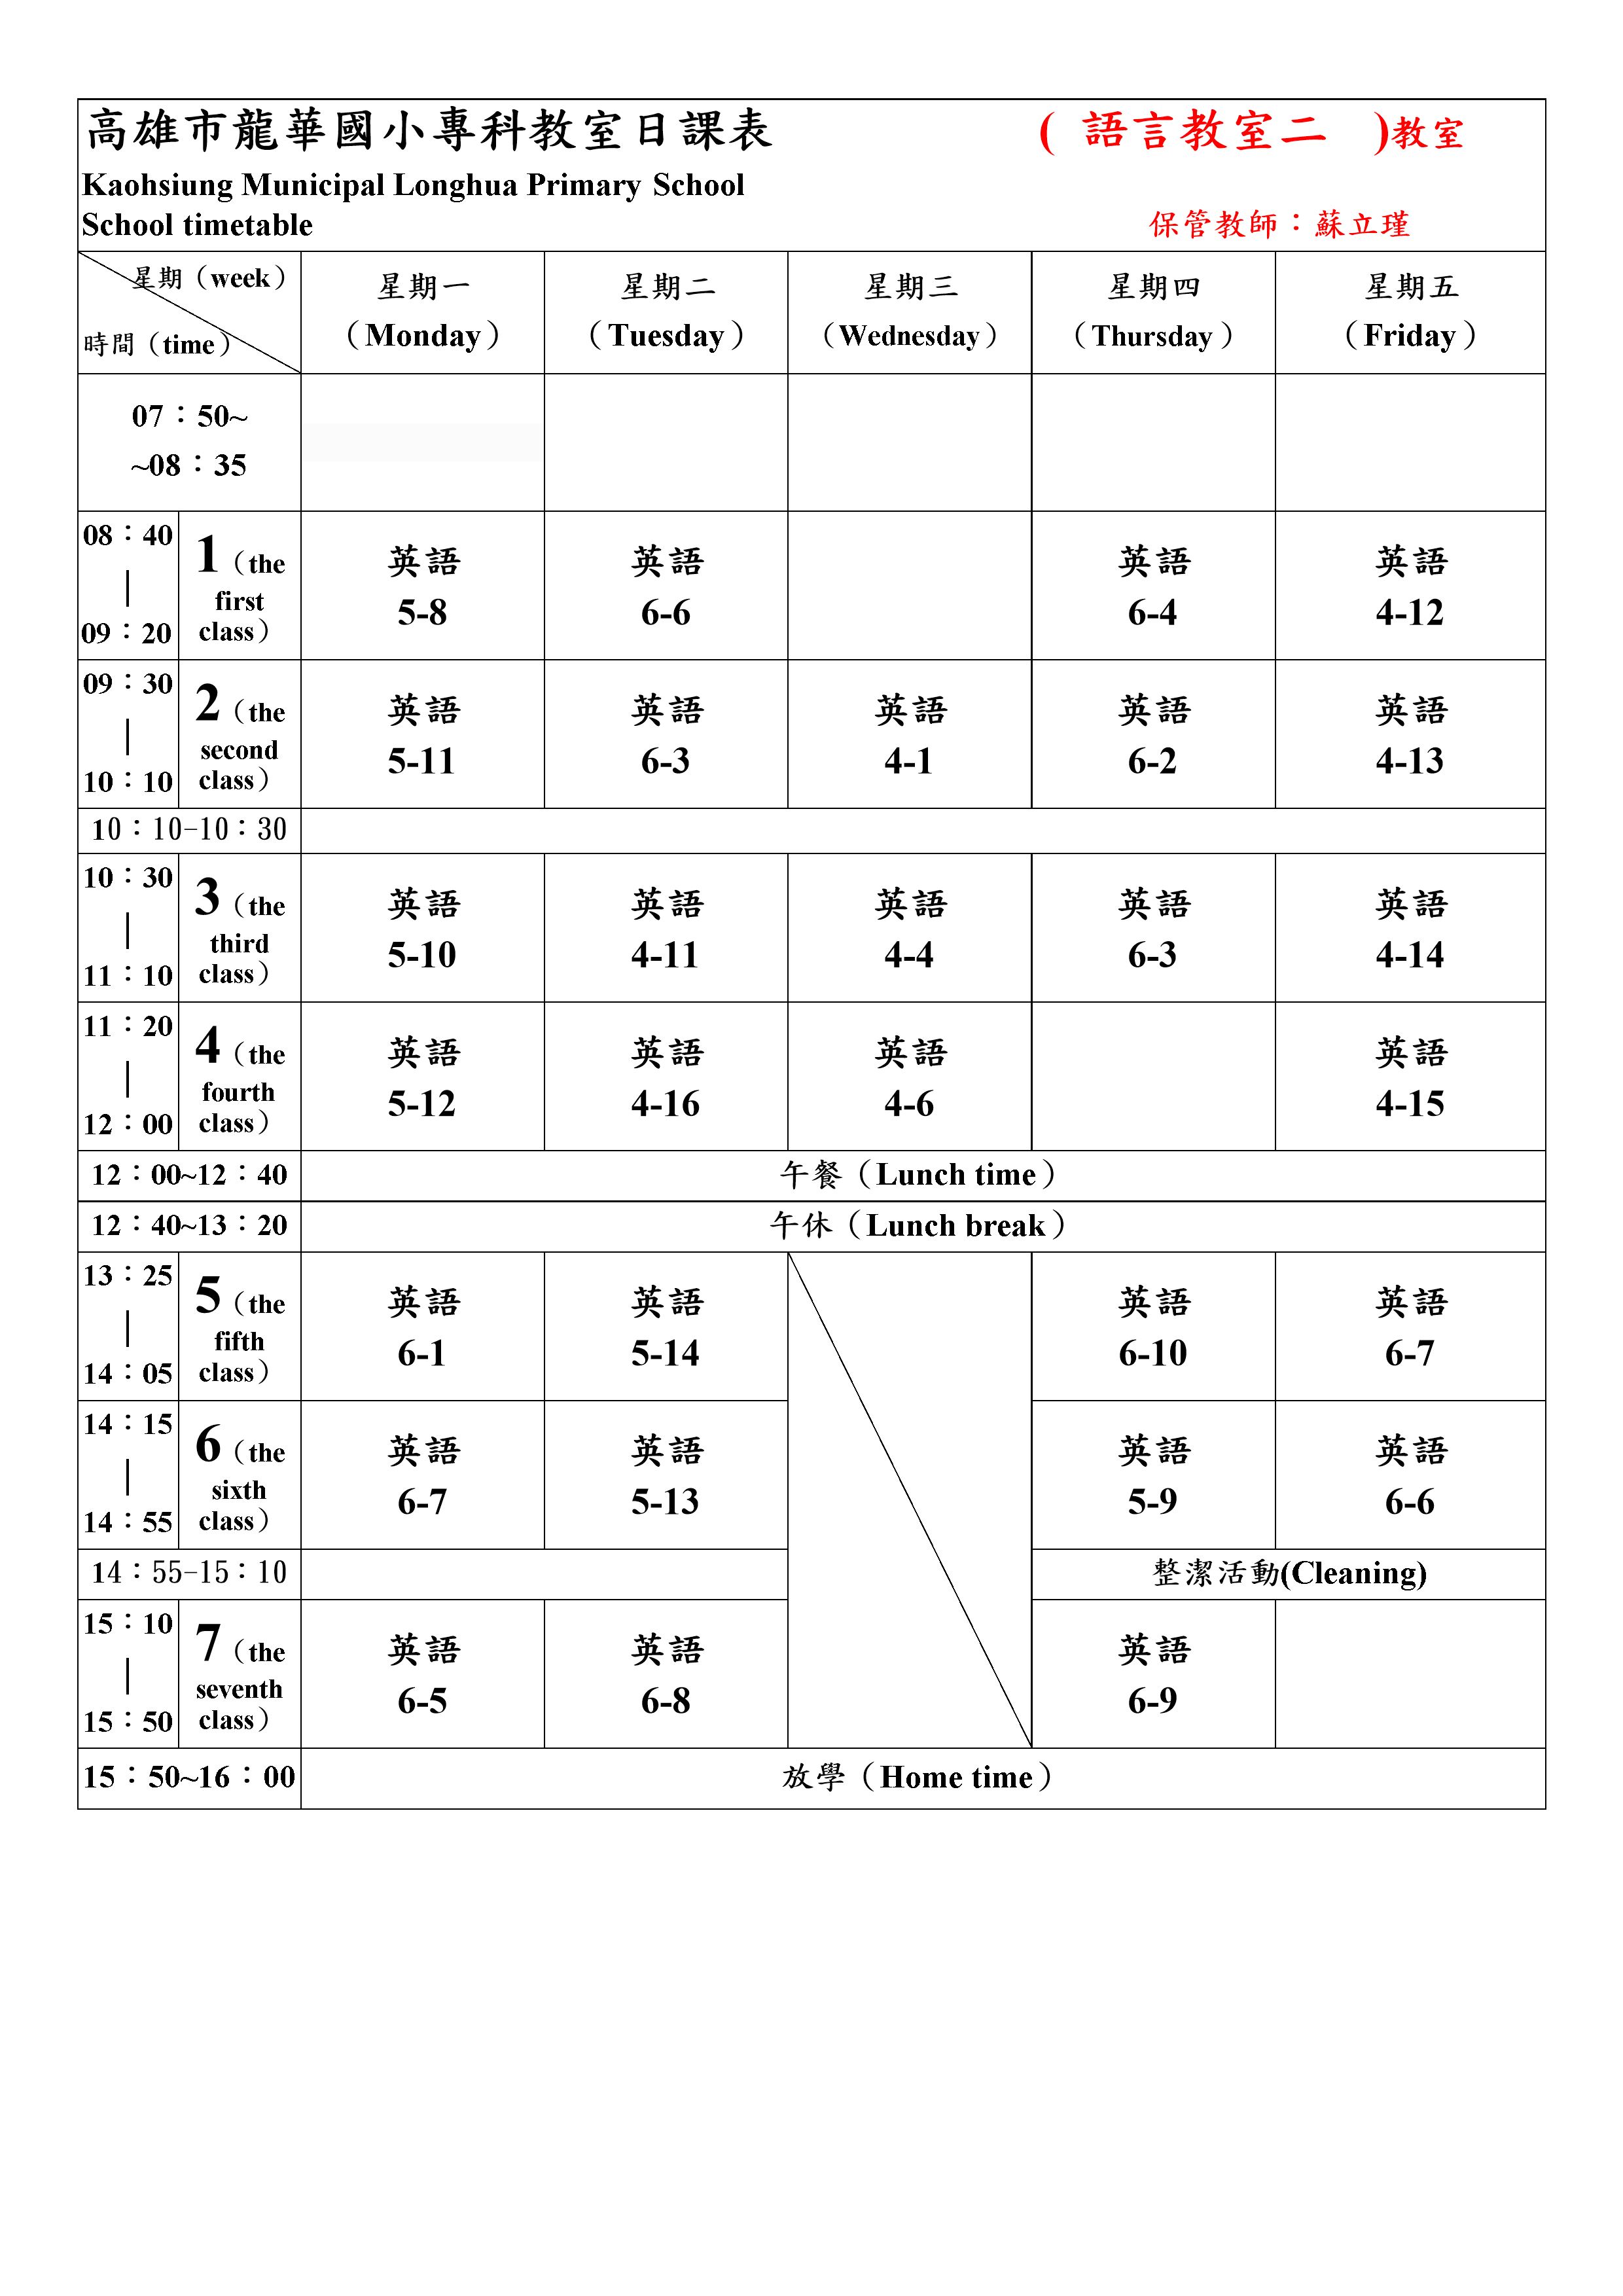 高雄市龍華國小專科教室日課表 ( 語言教室二 )教室
Kaohsiung Municipal Longhua Primary School
School timetable 保管教師：蘇立瑾
星期（week） 星期一 星期二 星期三 星期四 星期五
時間（time） （Monday） （Tuesday） （Wednesday） （Thursday） （Friday）
07：50~
~08：35
08：40
｜
09：20
1（the
first
class）
英語 英語 英語 英語
5-8 6-6 6-4 4-12
09：30
｜
10：10
2（the
second
class）
英語 英語 英語 英語 英語
5-11 6-3 4-1 6-2 4-13
10：10-10：30
10：30
｜
11：10
3（the
third
class）
英語 英語 英語 英語 英語
5-10 4-11 4-4 6-3 4-14
11：20
｜
12：00
4（the
fourth
class）
英語 英語 英語 英語
5-12 4-16 4-6 4-15
12：00~12：40 午餐（Lunch time）
12：40~13：20 午休（Lunch break）
13：25
｜
14：05
5（the
fifth
class）
英語 英語 英語 英語
6-1 5-14 6-10 6-7
14：15
｜
14：55
6（the
sixth
class）
英語 英語 英語 英語
6-7 5-13 5-9 6-6
14：55-15：10 整潔活動(Cleaning)
15：10
｜
15：50
7（the
seventh
class）
英語 英語 英語
6-5 6-8 6-9
15：50~16：00 放學（Home time）